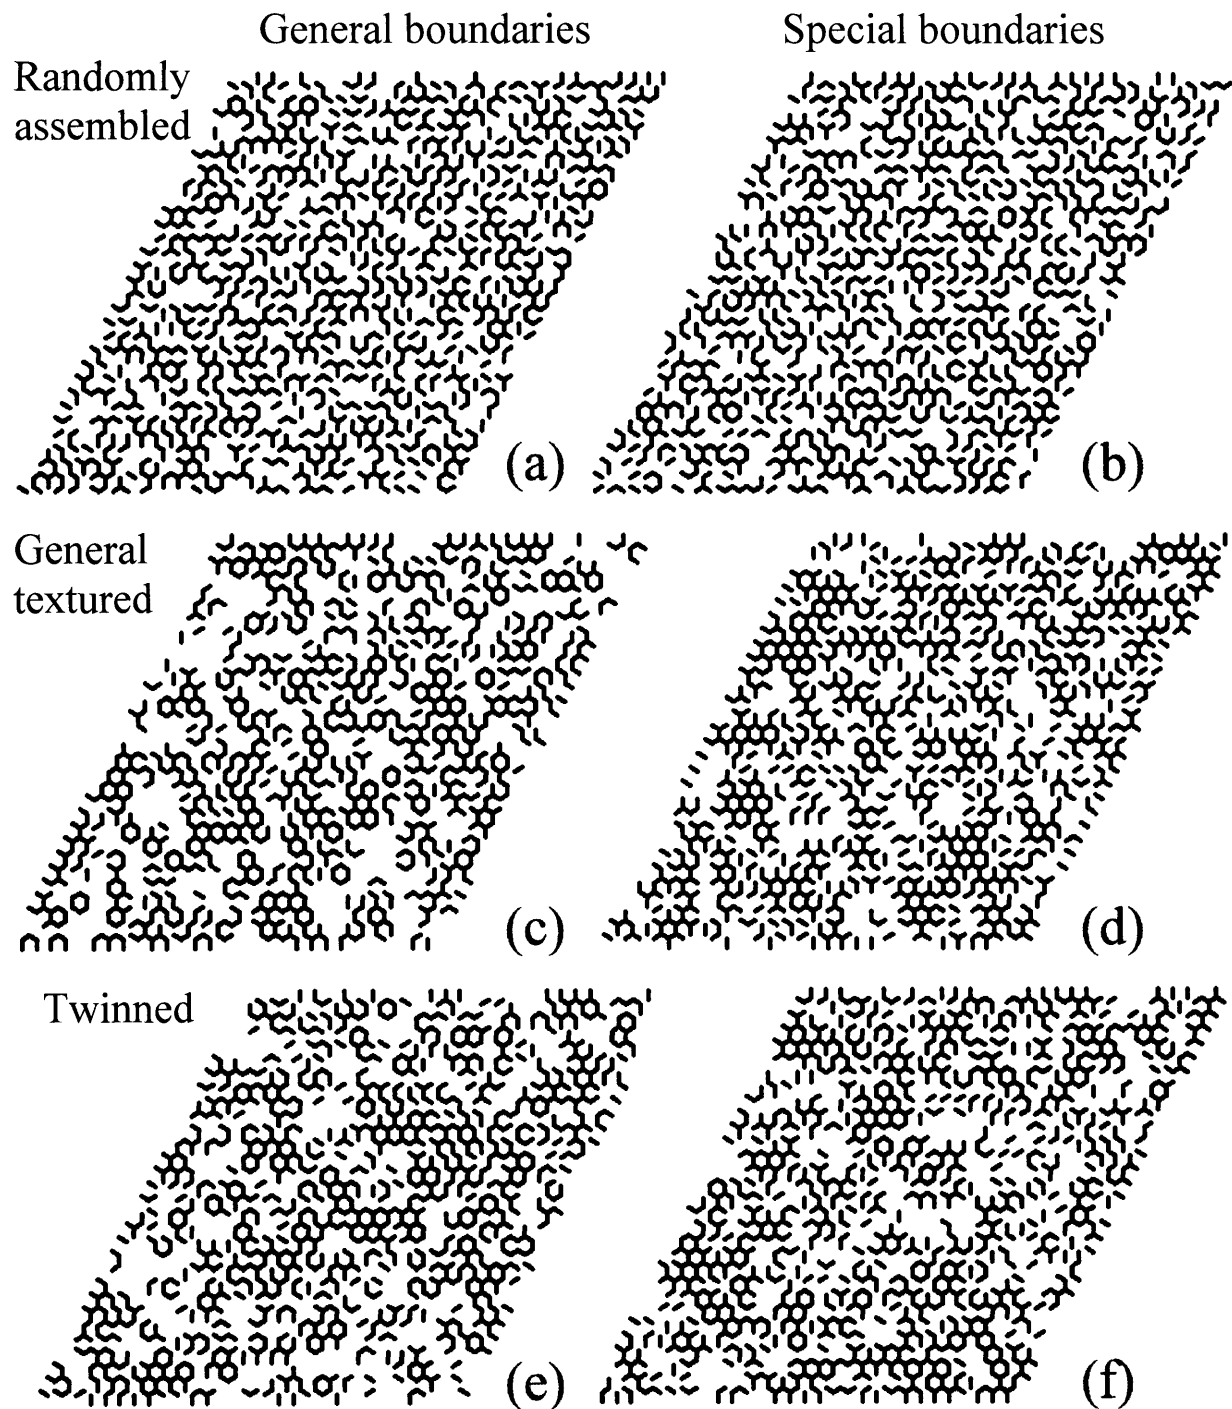 General boundaries
Special boundaries
Randomly
assembled
(a)
(b)
General
textured
(c)
(d)
Twinned
(e)
(f)